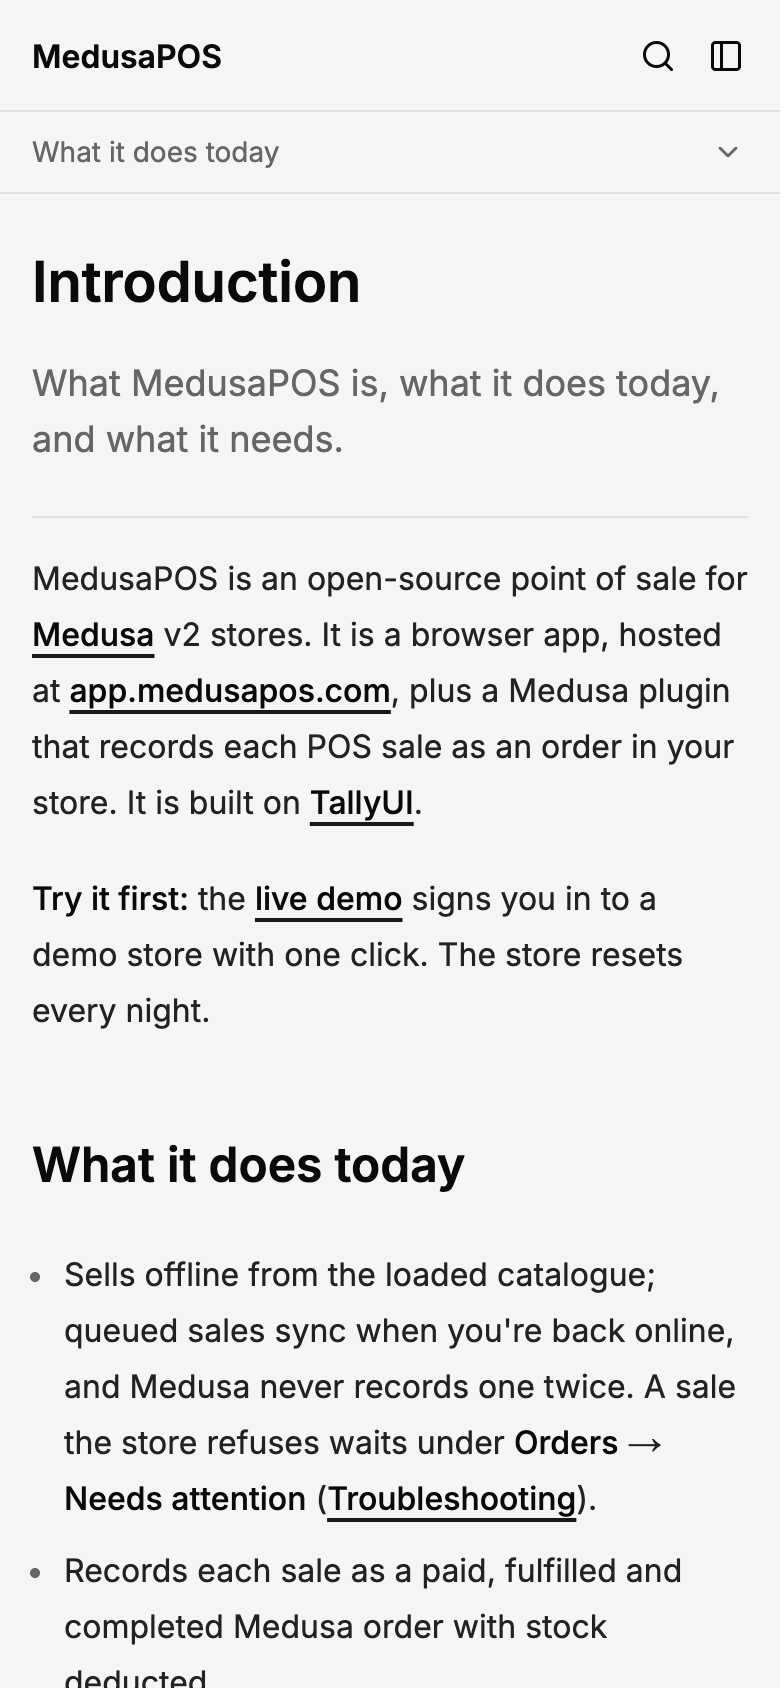 MedusaPOS
What it does today
Introduction
What MedusaPOS is, what it does today,
and what it needs.
MedusaPOS is an open-source point of sale for
Medusa v2 stores. It is a browser app, hosted
at app.medusapos.com, plus a Medusa plugin
that records each POS sale as an order in your
store. It is built on TallyUI.
Try it first: the live demo signs you in to a
demo store with one click. The store resets
every night.
What it does today
• Sells offline from the loaded catalogue;
queued sales sync when you're back online,
and Medusa never records one twice. A sale
the store refuses waits under Orders →
Needs attention (Troubleshooting).
• Records each sale as a paid, fulfilled and
completed Medusa order with stock
deducted